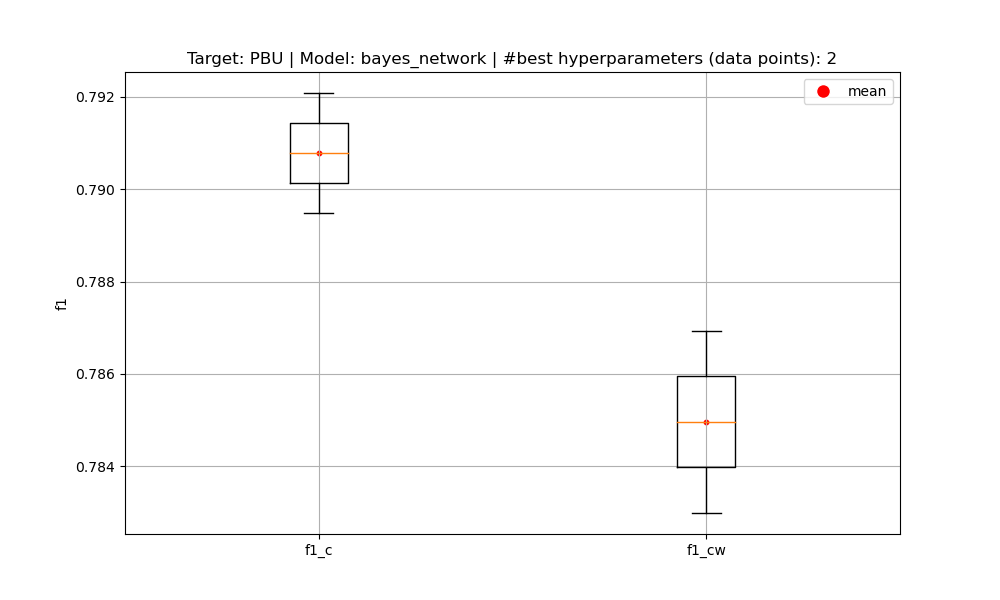 Target: PBU | Model: bayes_network | #best hyperparameters (data points): 2
mean
0.792
0.790
0.788
0.786
0.784
f1
f1_c
f1_cw